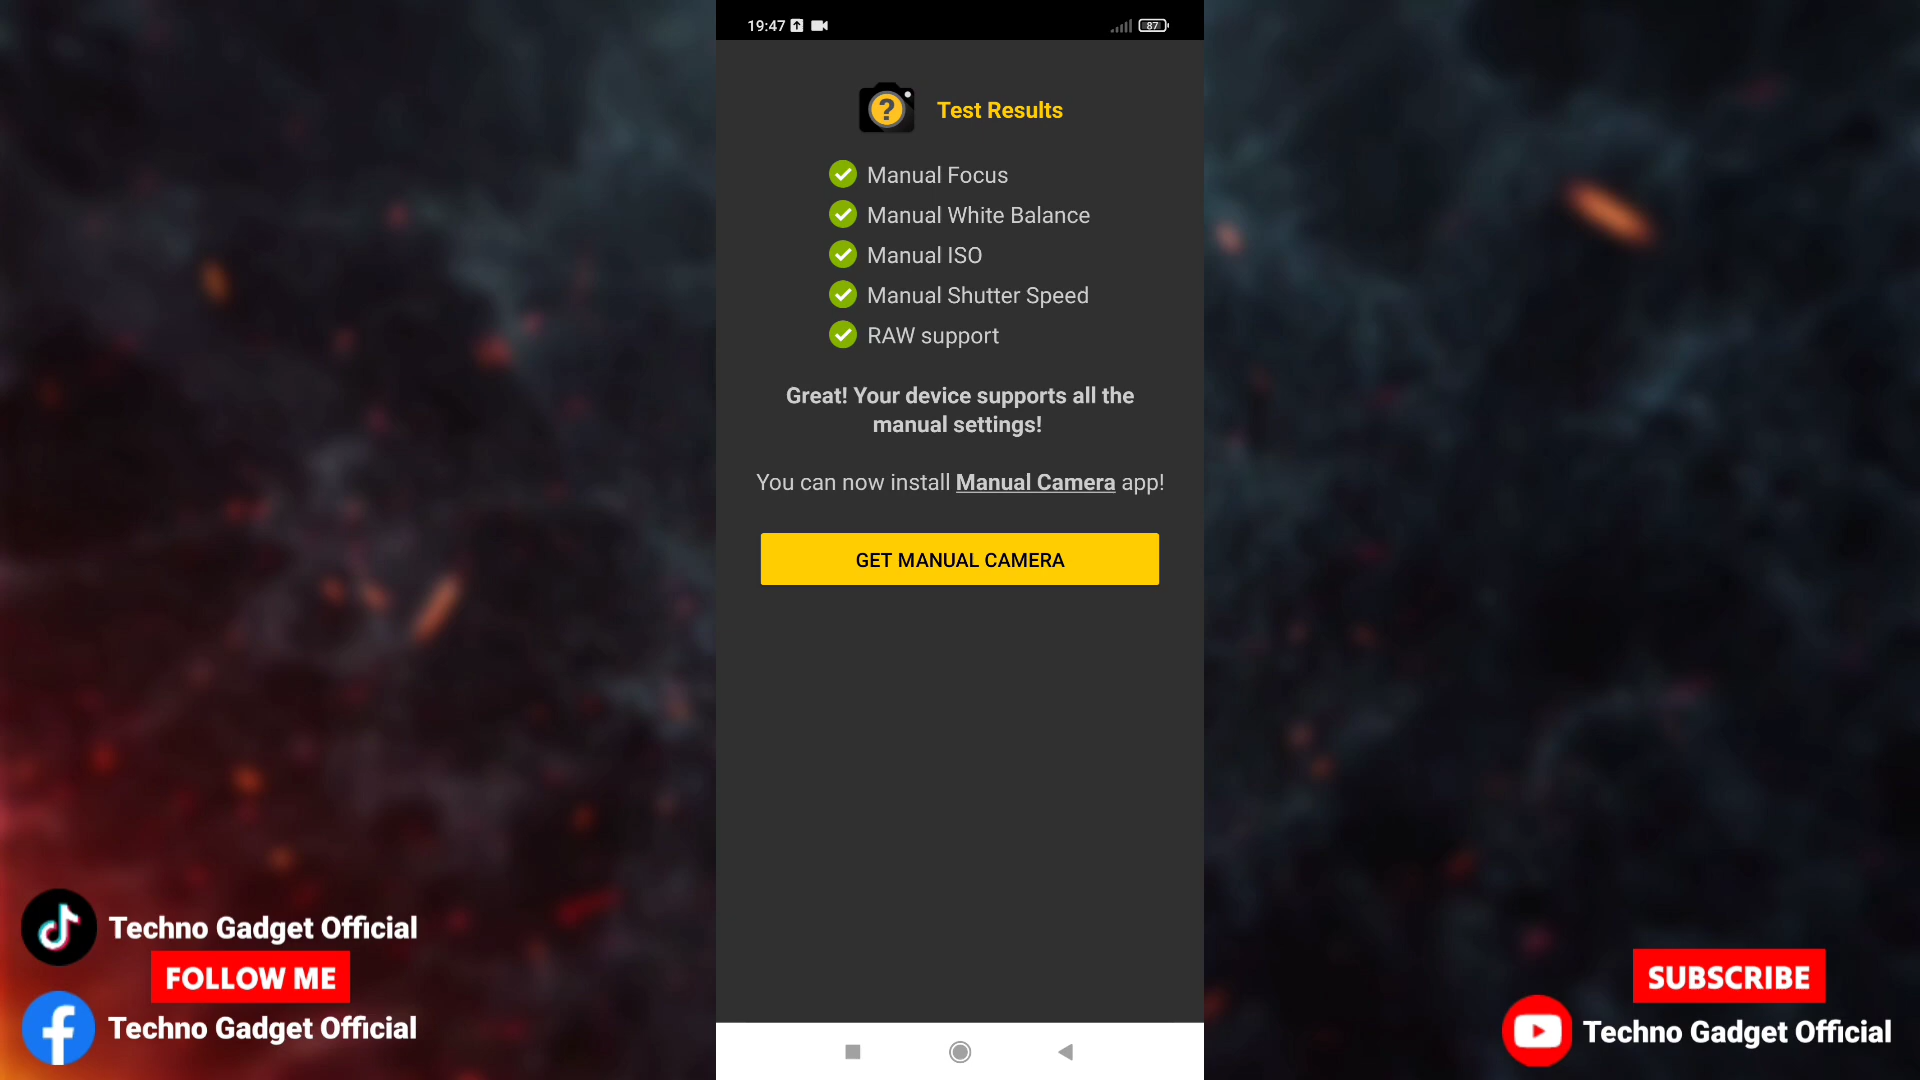 19:47
87
?
Test Results
Manual Focus
Manual White Balance
Manual ISO
Manual Shutter Speed
RAW support
Great! Your device supports all the
manual settings!
You can now install Manual Camera app!
GET MANUAL CAMERA
Techno Gadget Official
FOLLOW ME
Techno Gadget Official
SUBSCRIBE
Techno Gadget Official